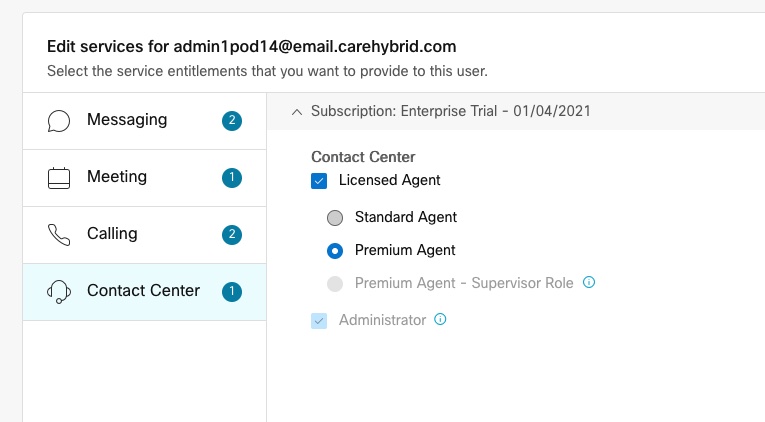 Edit services for admin1pod14@email.carehybrid.com
Select the service entitlements that you want to provide to this user.
Messaging 2
Meeting 1
Calling 2
Contact Center 1
Subscription: Enterprise Trial - 01/04/2021
Contact Center
Licensed Agent
Standard Agent
Premium Agent
Premium Agent - Supervisor Role
Administrator